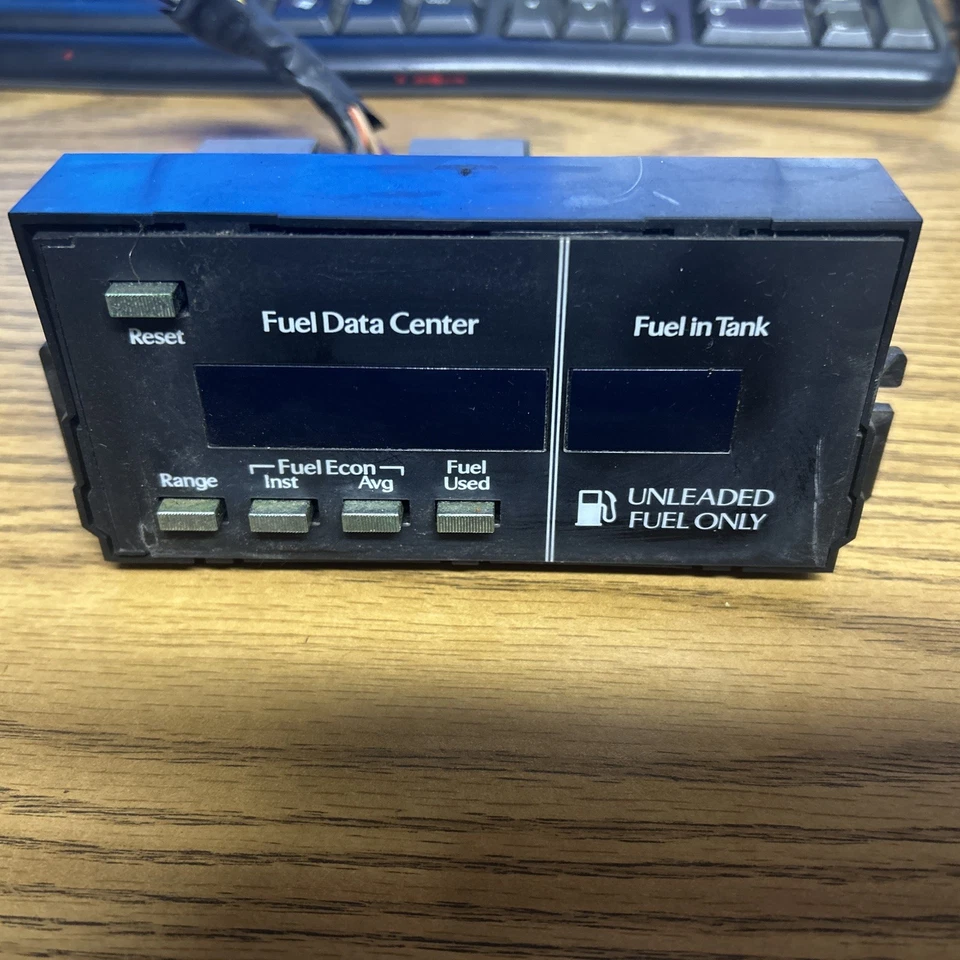 Reset
Fuel Data Center
Fuel in Tank
Range
Fuel Econ
Inst Avg
Fuel
Used
UNLEADED
FUEL ONLY